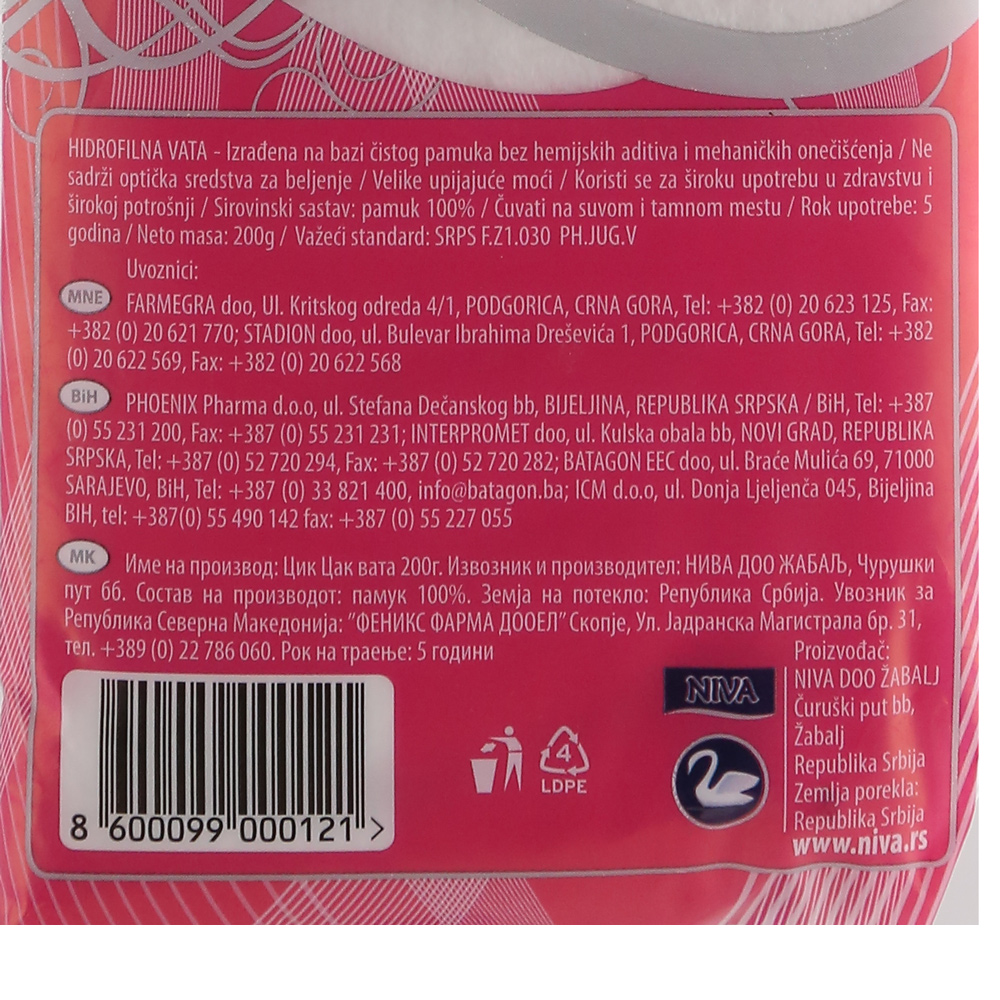 HIDROFILNA VATA - Izrađena na bazi čistog pamuka bez hemijskih aditiva i mehaničkih onečišćenja / Ne
sadrži optička sredstva za beljenje / Velike upijajuće moći / Koristi se za široku upotrebu u zdravstvu i
širokoj potrošnji / Sirovinski sastav: pamuk 100% / Čuvati na suvom i tamnom mestu / Rok upotrebe: 5
godina / Neto masa: 200g / Važeći standard: SRPS F.Z1.030 PH.JUG.V
Uvoznici:
MNE FARMEGRA doo, Ul. Kritskog odreda 4/1, PODGORICA, CRNA GORA, Tel: +382 (0) 20 623 125, Fax:
+382 (0) 20 621 770; STADION doo, ul. Bulevar Ibrahima Dreševića 1, PODGORICA, CRNA GORA, Tel: +382
(0) 20 622 569, Fax: +382 (0) 20 622 568
BiH PHOENIX Pharma d.o.o, ul. Stefana Dečanskog bb, BIJELJINA, REPUBLIKA SRPSKA / BiH, Tel: +387
(0) 55 231 200, Fax: +387 (0) 55 231 231; INTERPROMET doo, ul. Kulska obala bb, NOVI GRAD, REPUBLIKA
SRPSKA, Tel: +387 (0) 52 720 294, Fax: +387 (0) 52 720 282; BATAGON EEC doo, ul. Braće Mulića 69, 71000
SARAJEVO, BiH, Tel: +387 (0) 33 821 400, info@batagon.ba; ICM d.o.o, ul. Donja Ljeljenča 045, Bijeljina
BIH, tel: +387(0) 55 490 142 fax: +387 (0) 55 227 055
MK Име на производ: Цик Цак вата 200г. Извозник и производител: НИВА ДОО ЖАБАЉ, Чурушки
пут бб. Состав на производот: памук 100%. Земја на потекло: Република Србија. Увозник за
Република Северна Македонија: "ФЕНИКС ФАРМА ДООЕЛ" Скопје, Ул. Јадранска Магистрала бр. 31,
тел. +389 (0) 22 786 060. Рок на траење: 5 години
Proizvođač:
NIVA DOO ŽABALJ
Čuruški put bb,
Žabalj
Republika Srbija
Zemlja porekla:
Republika Srbija
www.niva.rs
NIVA
4
LDPE
8 600099 000121 >